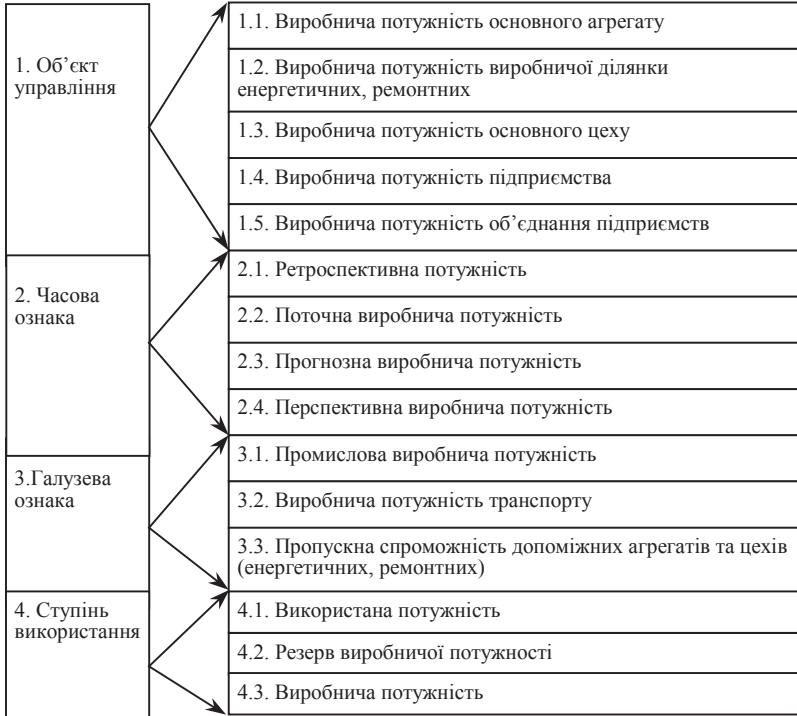 1. Об’єкт
управління
1.1. Виробнича потужність основного агрегату
1.2. Виробнича потужність виробничої ділянки
енергетичних, ремонтних
1.3. Виробнича потужність основного цеху
1.4. Виробнича потужність підприємства
1.5. Виробнича потужність об’єднання підприємств
2. Часова
ознака
2.1. Ретроспективна потужність
2.2. Поточна виробнича потужність
2.3. Прогнозна виробнича потужність
2.4. Перспективна виробнича потужність
3.Галузева
ознака
3.1. Промислова виробнича потужність
3.2. Виробнича потужність транспорту
3.3. Пропускна спроможність допоміжних агрегатів та цехів
(енергетичних, ремонтних)
4. Ступінь
використання
4.1. Використана потужність
4.2. Резерв виробничої потужності
4.3. Виробнича потужність